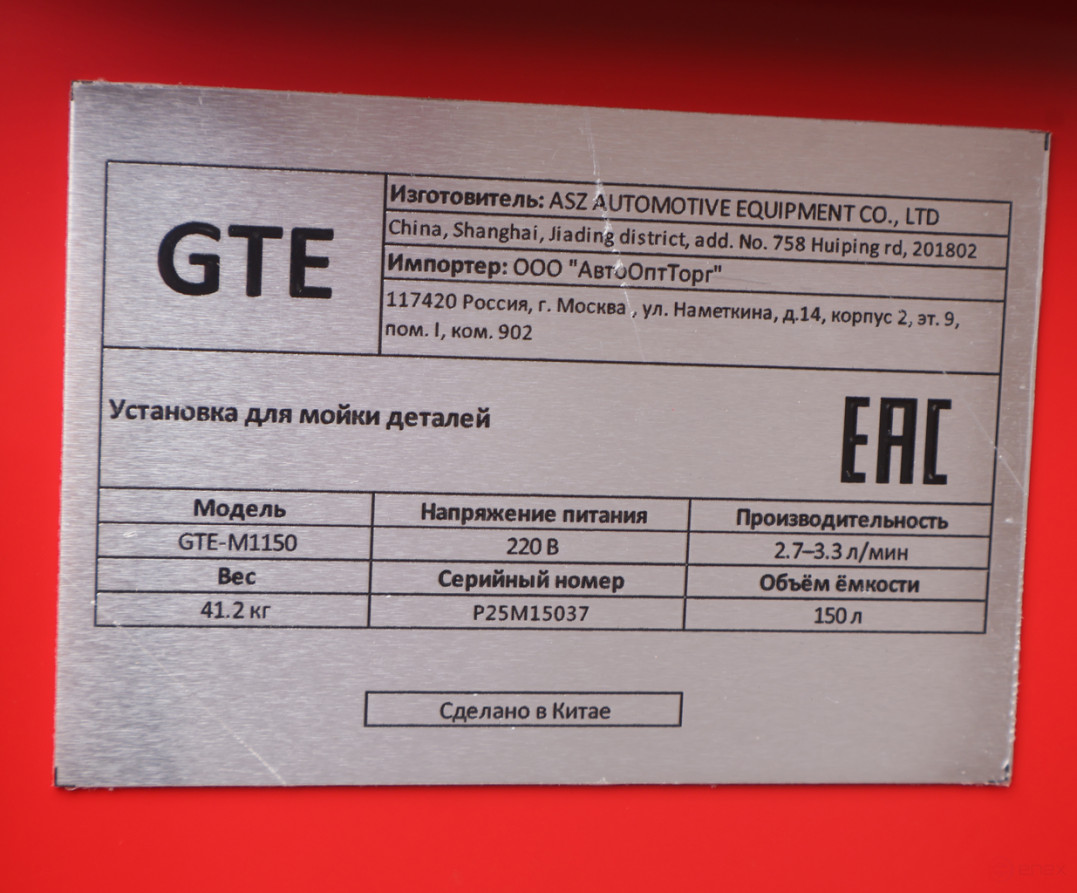 GTE
Изготовитель: ASZ AUTOMOTIVE EQUIPMENT CO., LTD
China, Shanghai, Jiading district, add. No. 758 Huiping rd, 201802
Импортер: ООО "АвтоОптТорг"
117420 Россия, г. Москва , ул. Наметкина, д.14, корпус 2, эт. 9,
пом. I, ком. 902
Установка для мойки деталей
EAC
Модель Напряжение питания Производительность
GTE-M1150 220 В 2.7–3.3 л/мин
Вес Серийный номер Объём ёмкости
41.2 кг P25M15037 150 л
Сделано в Китае